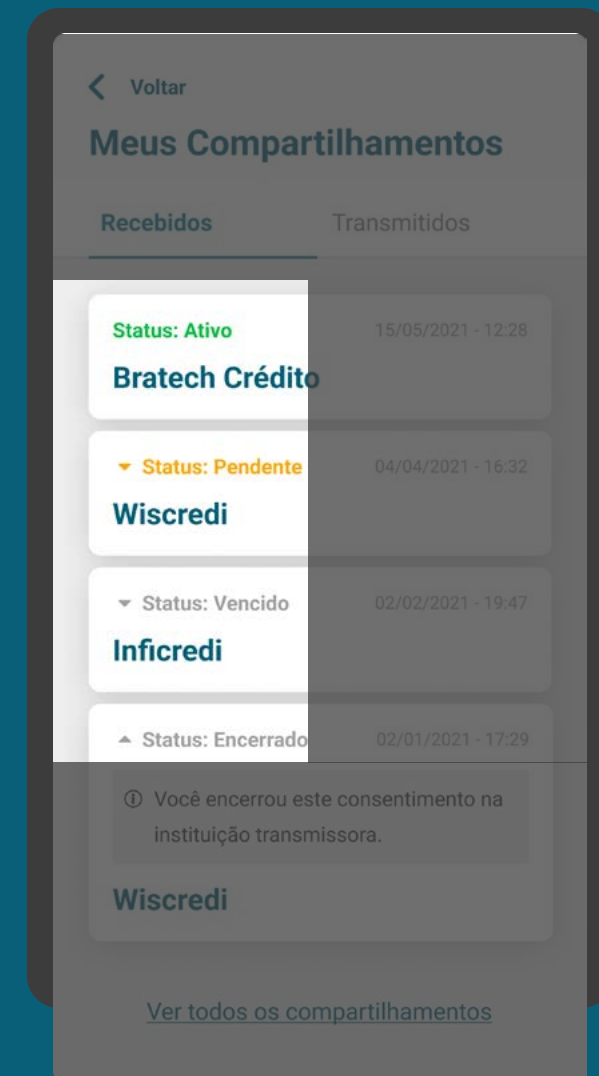 Voltar
Meus Compartilhamentos
Recebidos Transmitidos
Status: Ativo 15/05/2021 - 12:28
Bratech Crédito
Status: Pendente 04/04/2021 - 16:32
Wiscredi
Status: Vencido 02/02/2021 - 19:47
Inficredi
Status: Encerrado 02/01/2021 - 17:29
Você encerrou este consentimento na
instituição transmissora.
Wiscredi
Ver todos os compartilhamentos